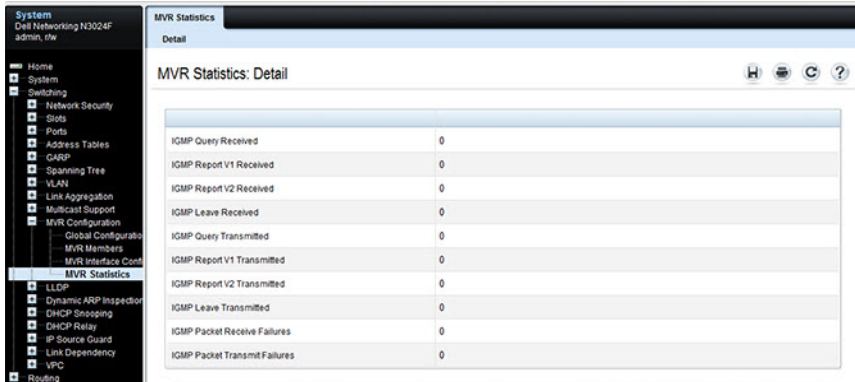 System
Dell Networking N3024F
admin, r/w
Home
System
Switching
Network Security
Slots
Ports
Address Tables
GARP
Spanning Tree
VLAN
Link Aggregation
Multicast Support
MVR Configuration
Global Configuratio
MVR Members
MVR Interface Conf
MVR Statistics
LLDP
Dynamic ARP Inspection
DHCP Snooping
DHCP Relay
IP Source Guard
Link Dependency
VPC
Routing
MVR Statistics
Detail
MVR Statistics: Detail
?
IGMP Query Received 0
IGMP Report V1 Received 0
IGMP Report V2 Received 0
IGMP Leave Received 0
IGMP Query Transmitted 0
IGMP Report V1 Transmitted 0
IGMP Report V2 Transmitted 0
IGMP Leave Transmitted 0
IGMP Packet Receive Failures 0
IGMP Packet Transmit Failures 0